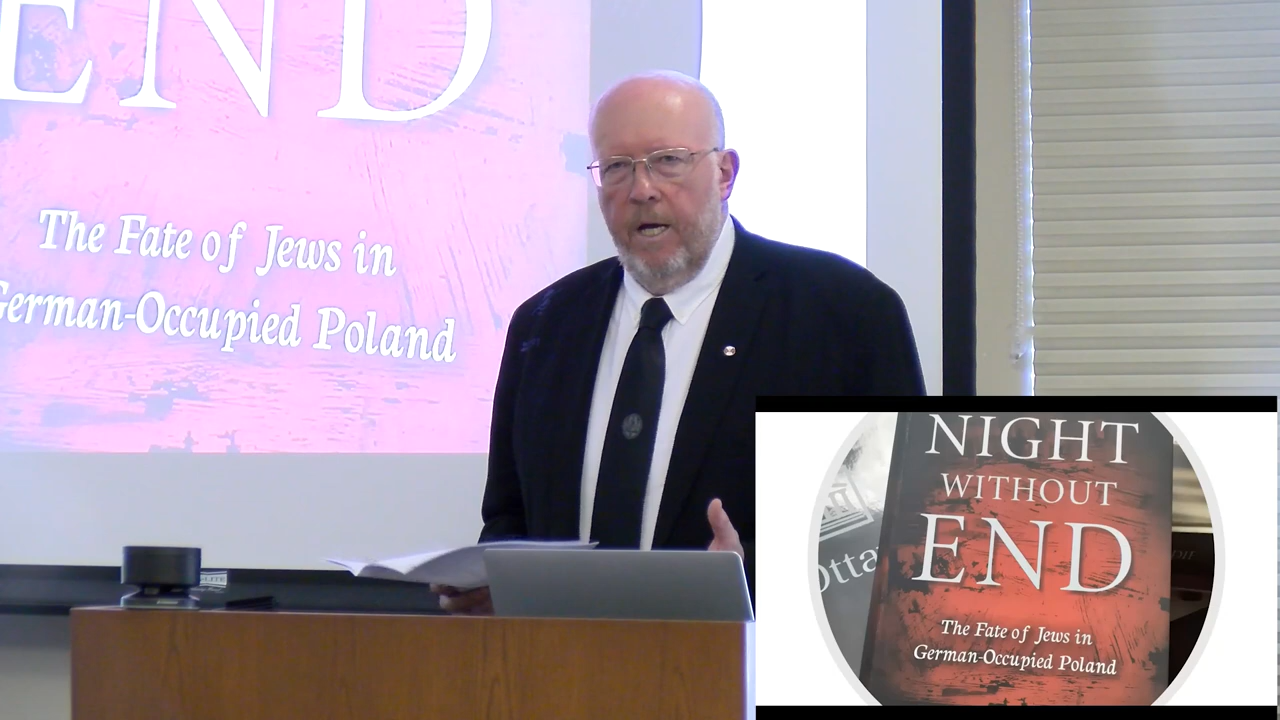 END
The Fate of Jews in
German-Occupied Poland
NIGHT
WITHOUT
END
The Fate of Jews in
German-Occupied Poland
Otta